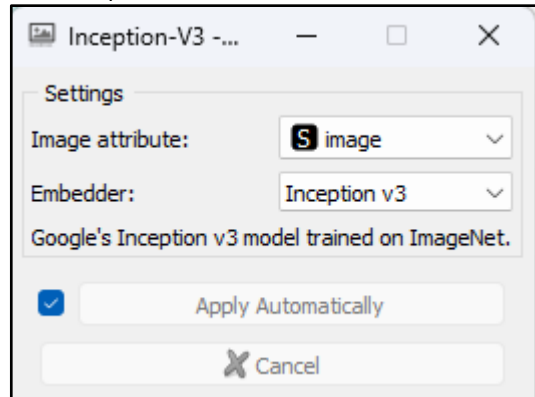 Inception-V3 -...
Settings
Image attribute: S image
Embedder: Inception v3
Google's Inception v3 model trained on ImageNet.
Apply Automatically
Cancel